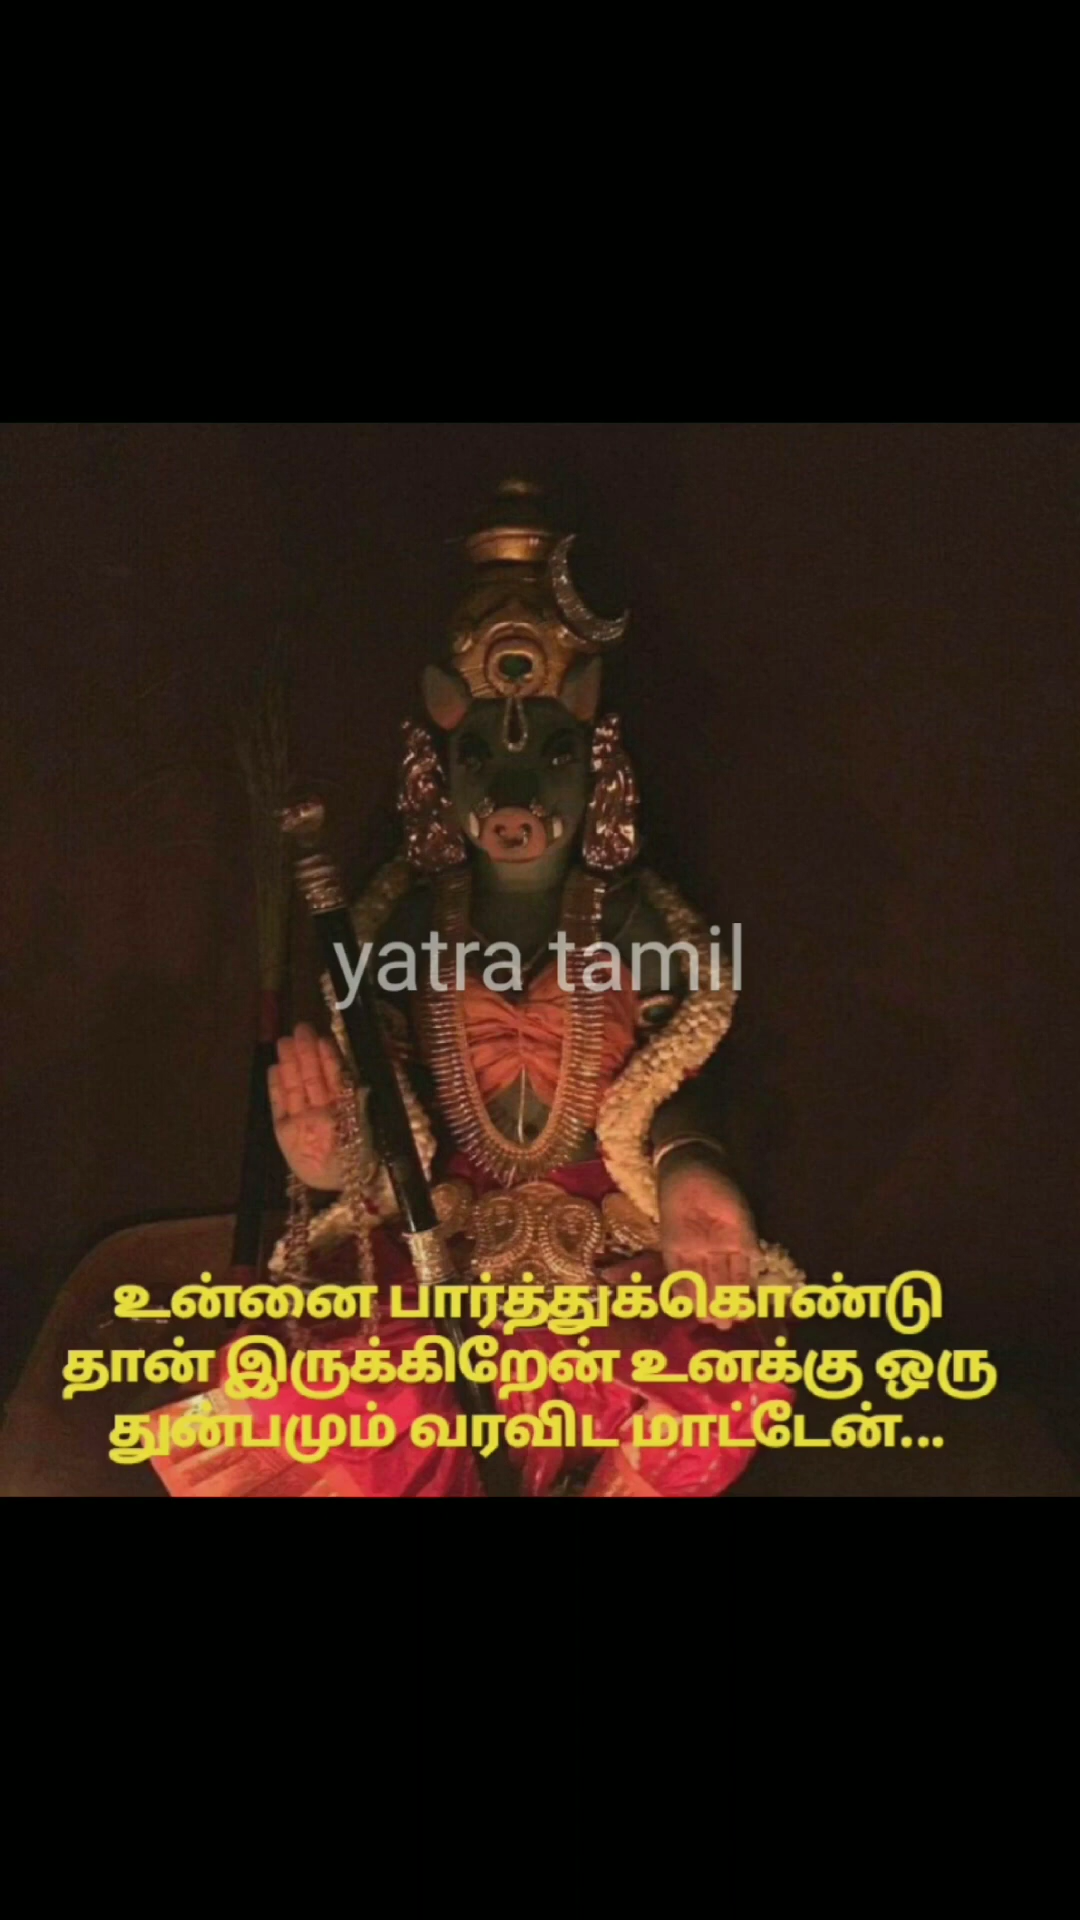 yatra tamil
உன்னை பார்த்துக்கொண்டு
தான் இருக்கிறேன் உனக்கு ஒரு
துன்பமும் வரவிட மாட்டேன்...